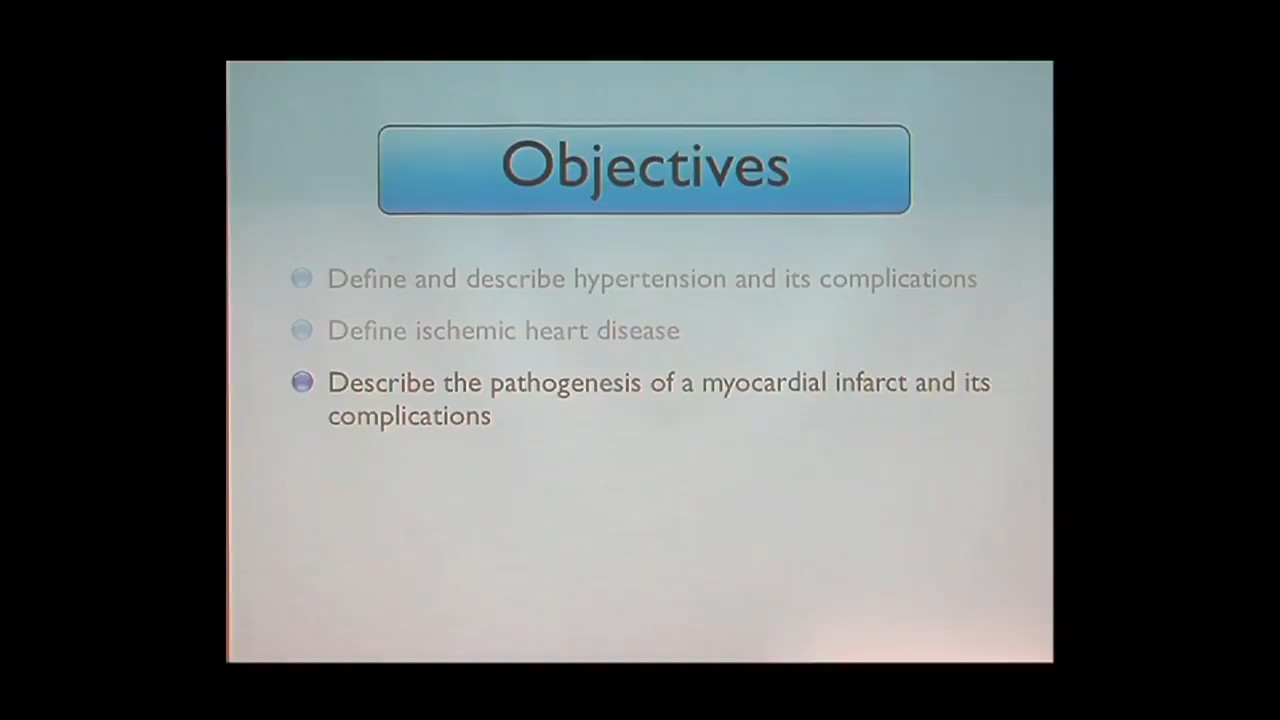 Objectives
Define and describe hypertension and its complications
Define ischemic heart disease
Describe the pathogenesis of a myocardial infarct and its
complications